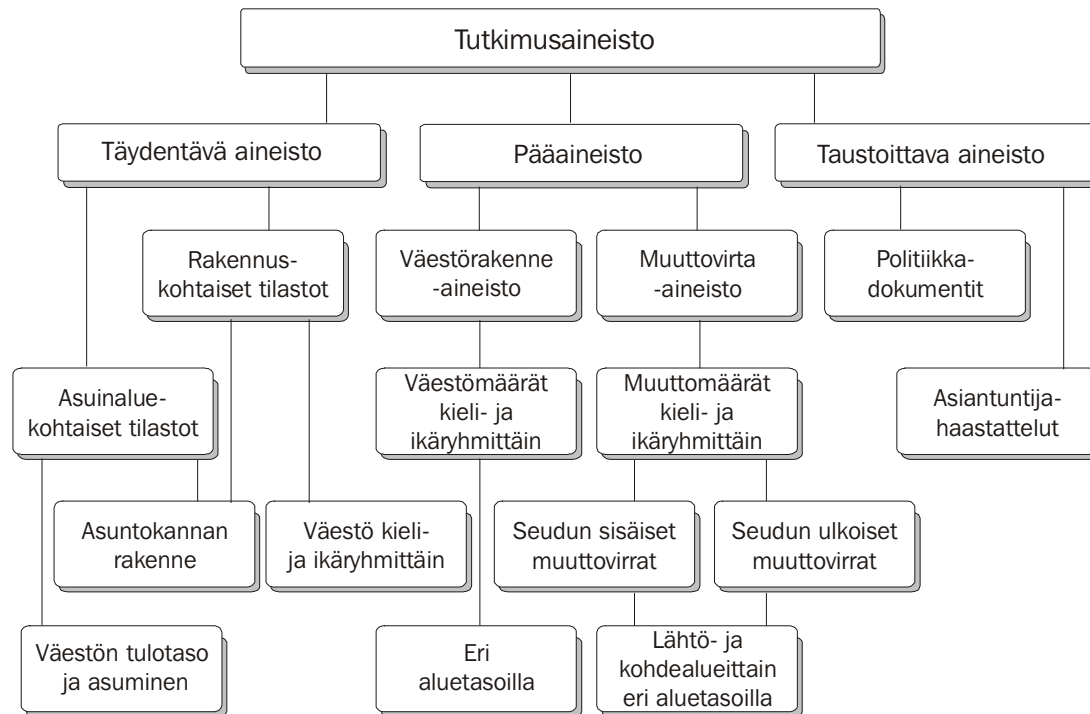 Tutkimusaineisto
Täydentävä aineisto
Pääaineisto
Taustoittava aineisto
Rakennus-
kohtaiset tilastot
Väestörakenne
-aineisto
Muuttovirta
-aineisto
Politiikka-
dokumentit
Asuinalue-
kohtaiset tilastot
Väestömäärät
kieli- ja
ikäryhmittäin
Muuttomäärät
kieli- ja
ikäryhmittäin
Asiantuntija-
haastattelut
Asuntokannan
rakenne
Väestö kieli-
ja ikäryhmittäin
Seudun sisäiset
muuttovirrat
Seudun ulkoiset
muuttovirrat
Väestön tulotaso
ja asuminen
Eri
aluetasoilla
Lähtö- ja
kohdealueittain
eri aluetasoilla